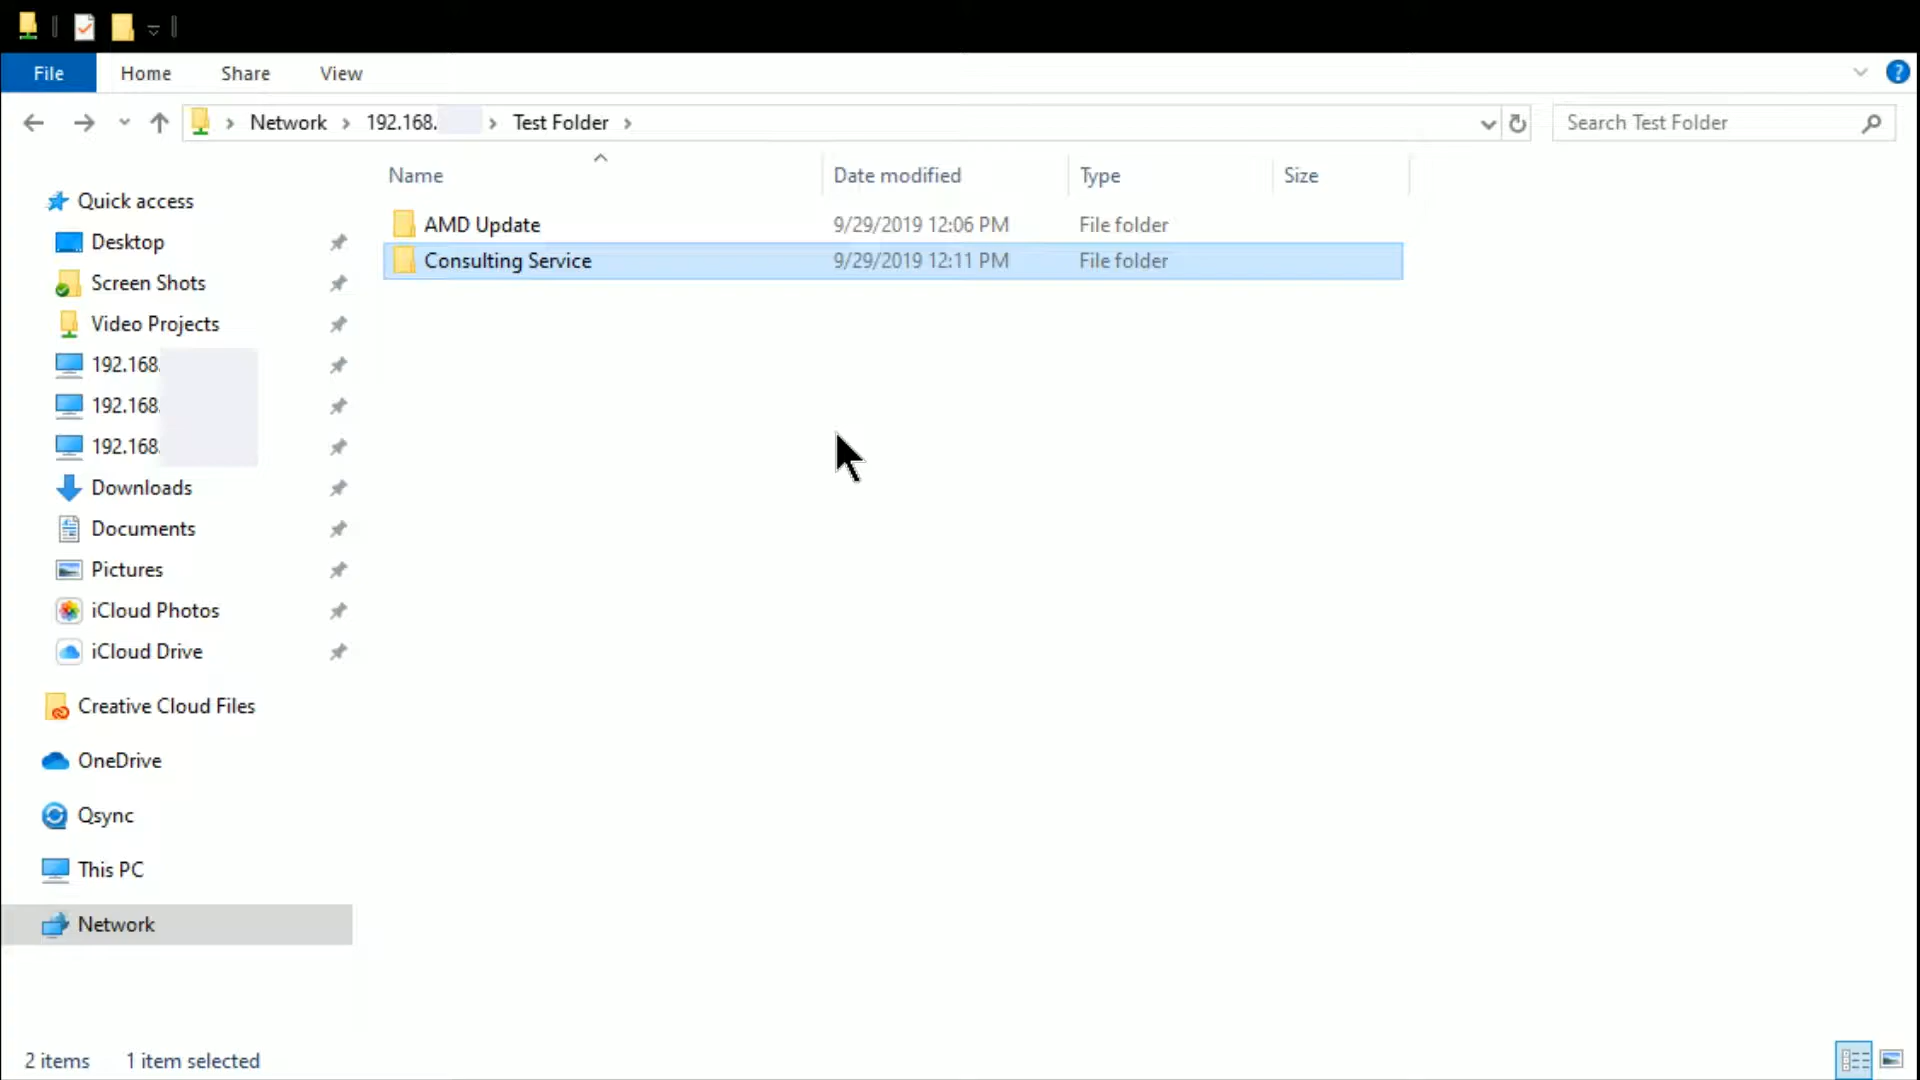 File Home Share View ?
Network 192.168. Test Folder Search Test Folder
Name Date modified Type Size
AMD Update 9/29/2019 12:06 PM File folder
Consulting Service 9/29/2019 12:11 PM File folder
Quick access
Desktop
Screen Shots
Video Projects
192.168.
192.168.
192.168.
Downloads
Documents
Pictures
iCloud Photos
iCloud Drive
Creative Cloud Files
OneDrive
Qsync
This PC
Network
2 items 1 item selected